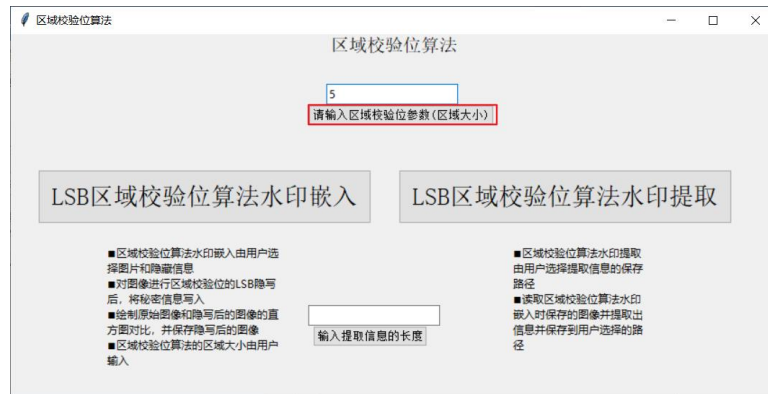 区域校验位算法
区域校验位算法
5
请输入区域校验位参数(区域大小)
LSB区域校验位算法水印嵌入
LSB区域校验位算法水印提取
■区域校验位算法水印嵌入由用户选
择图片和隐藏信息
■对图像进行区域校验位的LSB隐写
后，将秘密信息写入
■绘制原始图像和隐写后的图像的直
方图对比，并保存隐写后的图像
■区域校验位算法的区域大小由用户
输入
输入提取信息的长度
■区域校验位算法水印提取
由用户选择提取信息的保存
路径
■读取区域校验位算法水印
嵌入时保存的图像并提取出
信息并保存到用户选择的路
径